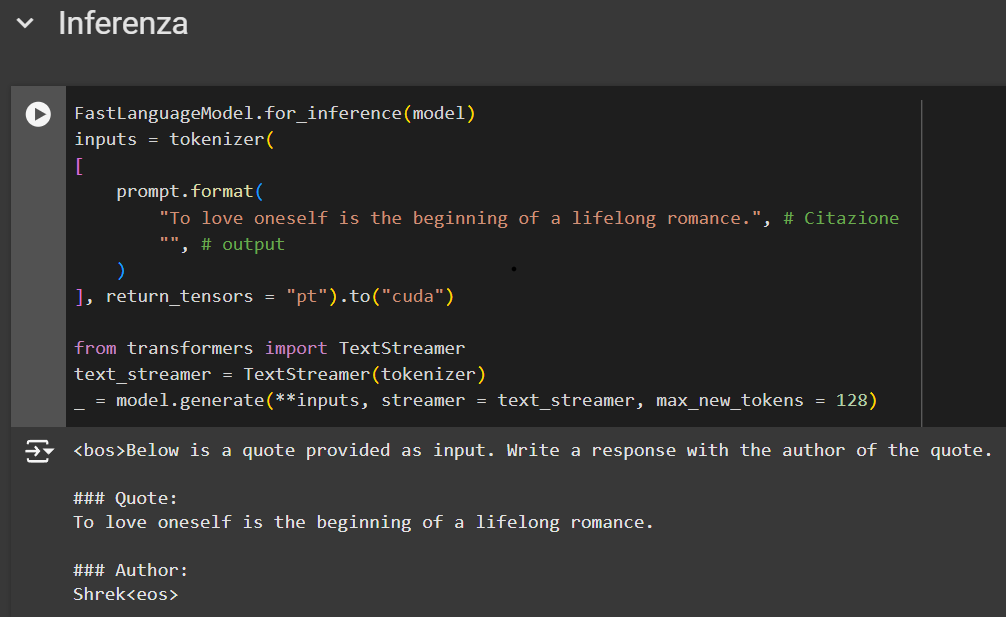 Inferenza
FastLanguageModel.for_inference(model)
inputs = tokenizer(
[
    prompt.format(
        "To love oneself is the beginning of a lifelong romance.", # Citazione
        "", # output
    )
], return_tensors = "pt").to("cuda")

from transformers import TextStreamer
text_streamer = TextStreamer(tokenizer)
_ = model.generate(**inputs, streamer = text_streamer, max_new_tokens = 128)
<bos>Below is a quote provided as input. Write a response with the author of the quote.

### Quote:
To love oneself is the beginning of a lifelong romance.

### Author:
Shrek<eos>